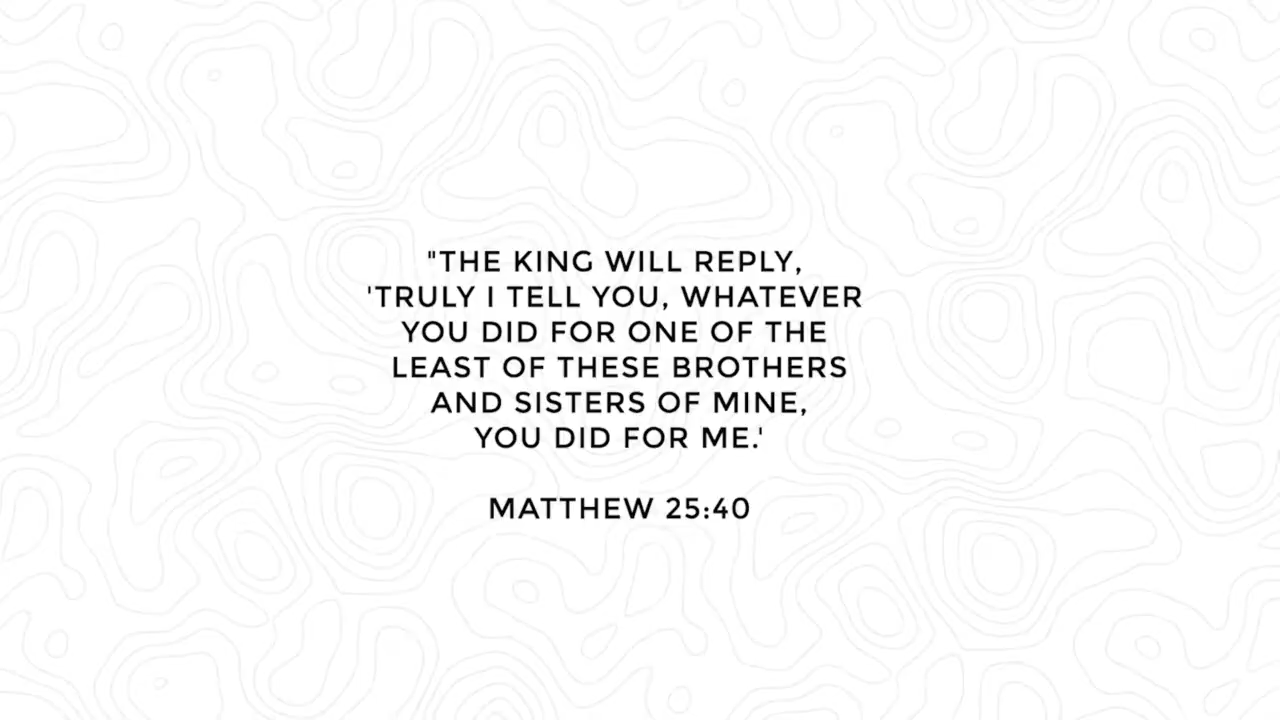 "THE KING WILL REPLY,
'TRULY I TELL YOU, WHATEVER
YOU DID FOR ONE OF THE
LEAST OF THESE BROTHERS
AND SISTERS OF MINE,
YOU DID FOR ME.'
MATTHEW 25:40